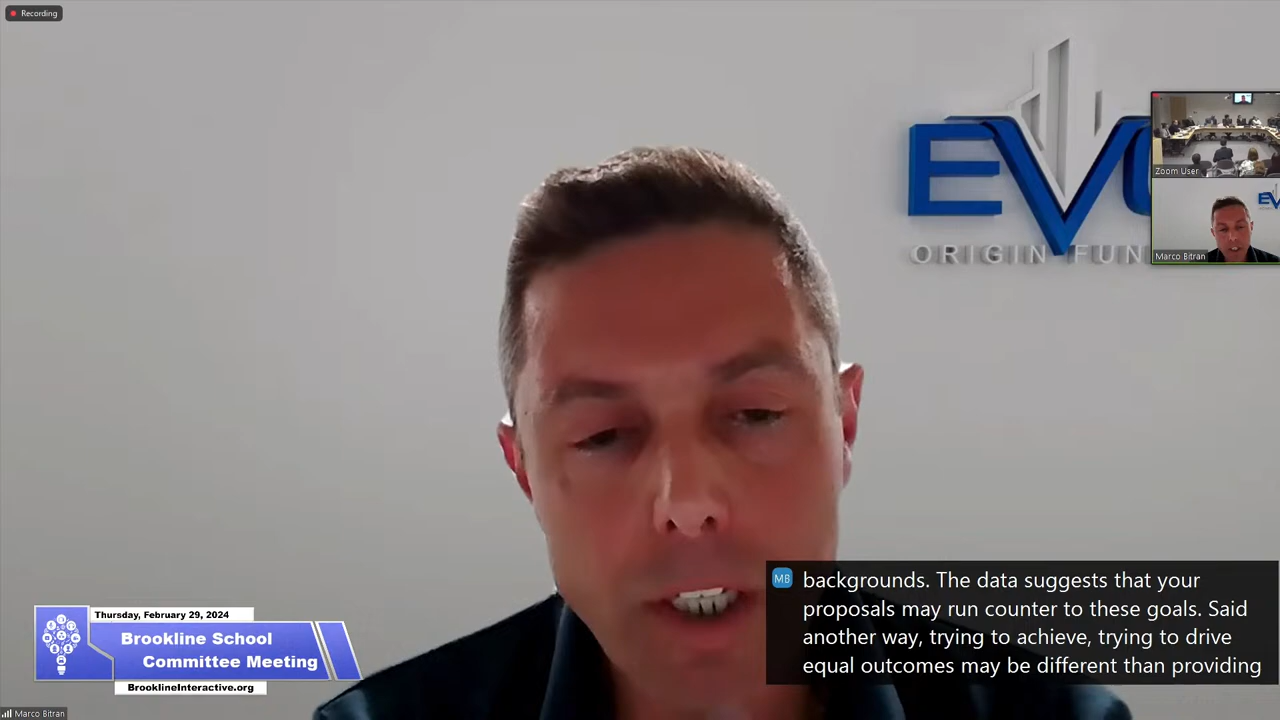 Recording
EVO
ORIGIN FUN
Zoom User
EV
Marco Bitran
MB
backgrounds. The data suggests that your
proposals may run counter to these goals. Said
another way, trying to achieve, trying to drive
equal outcomes may be different than providing
Thursday, February 29, 2024
Brookline School
Committee Meeting
BrooklineInteractive.org
Marco Bitran